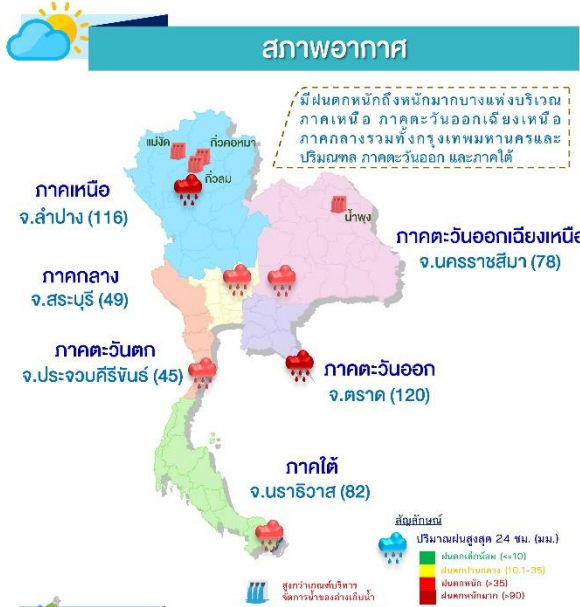 สภาพอากาศ
มีฝนตกหนักถึงหนักมากบางแห่งบริเวณ
ภาคเหนือ ภาคตะวันออกเฉียงเหนือ
ภาคกลางรวมทั้งกรุงเทพมหานครและ
ปริมณฑล ภาคตะวันออก และภาคใต้
แม่งัด
กิ่วคอหมา
กิ่วลม
ภาคเหนือ
จ.ลำปาง (116)
น้ำพุง
ภาคตะวันออกเฉียงเหนือ
จ.นครราชสีมา (78)
ภาคกลาง
จ.สระบุรี (49)
ภาคตะวันตก
จ.ประจวบคีรีขันธ์ (45)
ภาคตะวันออก
จ.ตราด (120)
ภาคใต้
จ.นราธิวาส (82)
สัญลักษณ์
ปริมาณฝนสูงสุด 24 ชม. (มม.)
ฝนตกเล็กน้อย (<=10)
ฝนตกปานกลาง (10.1-35)
ฝนตกหนัก (>35)
ฝนตกหนักมาก (>90)
สูงกว่าเกณฑ์บริหาร
จัดการน้ำของอ่างเก็บน้ำ